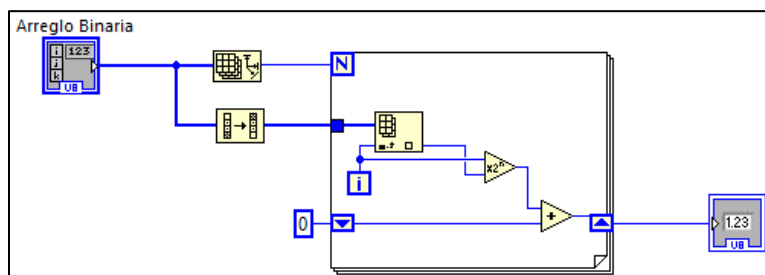 Arreglo Binaria
i
j
k
123
U8
N
i
x2ⁿ
0
+
1.23
U8